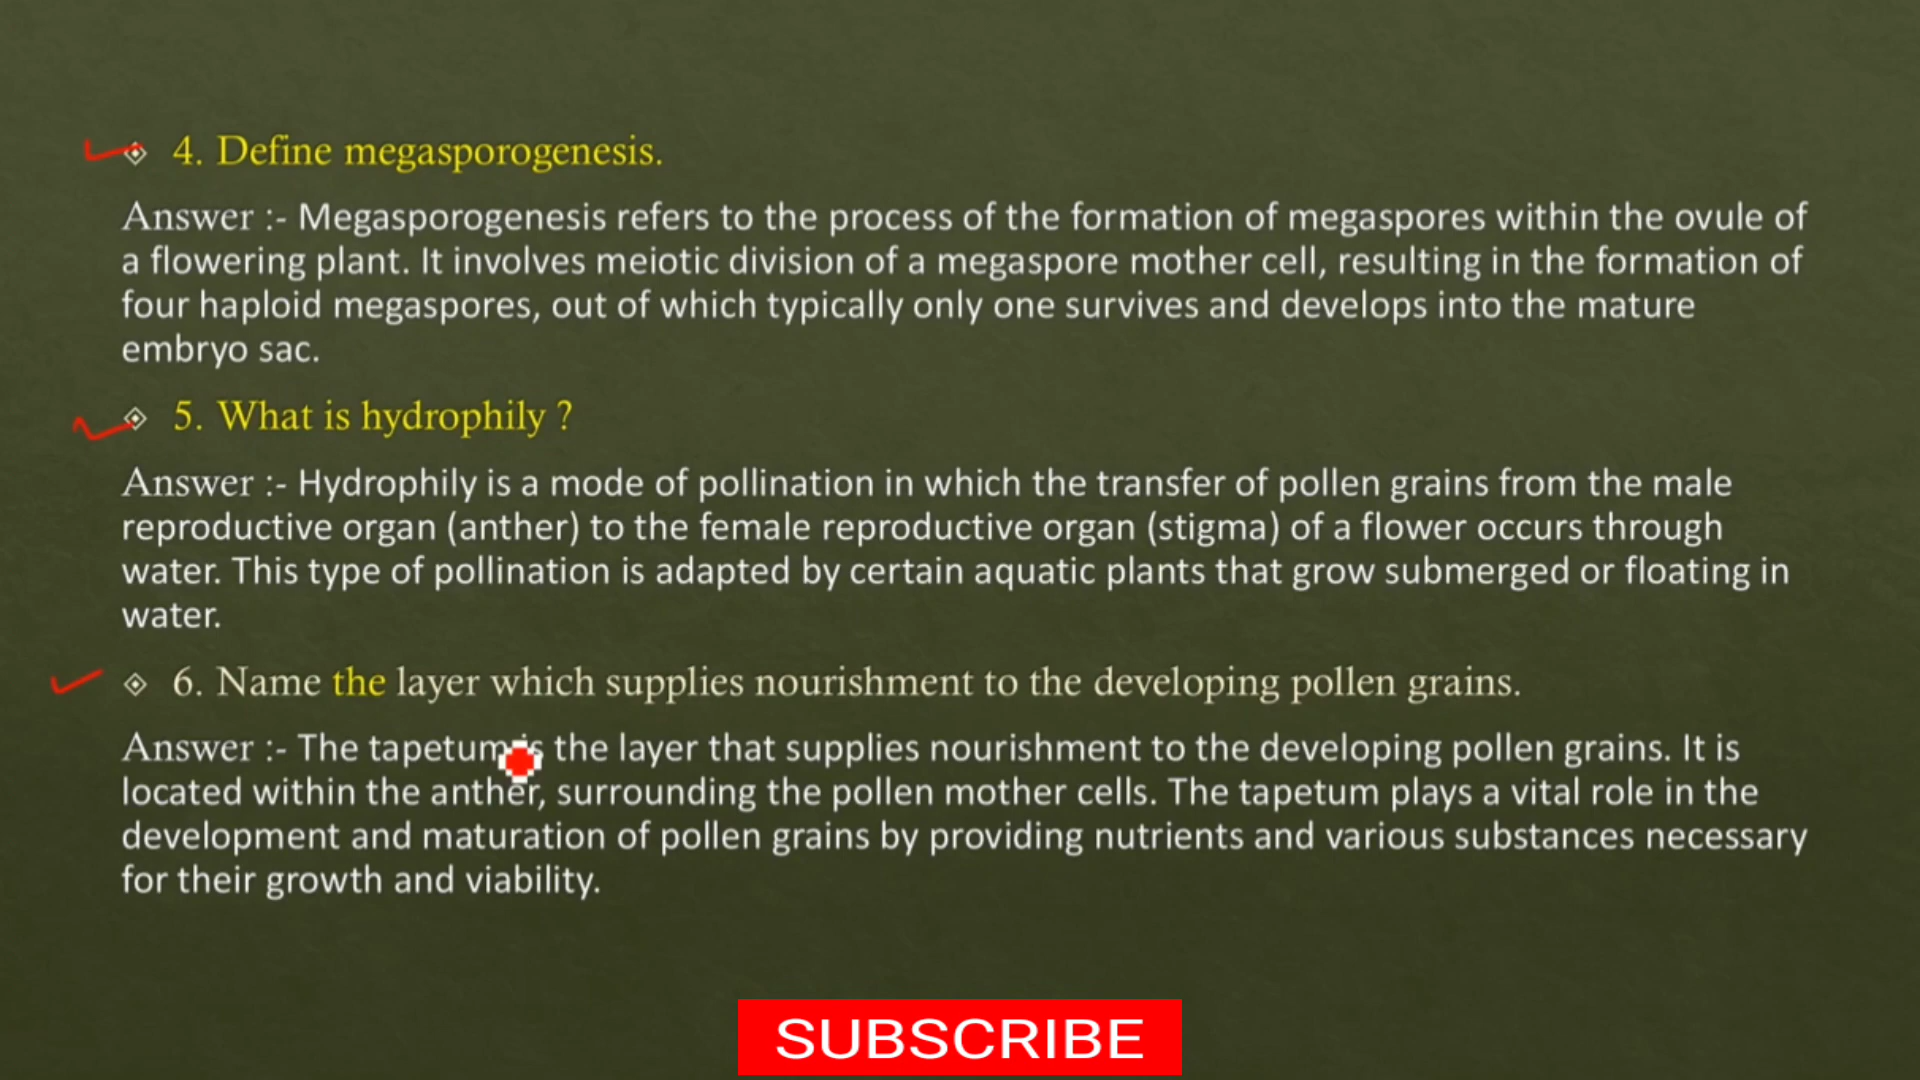 4. Define megasporogenesis.
Answer :- Megasporogenesis refers to the process of the formation of megaspores within the ovule of
a flowering plant. It involves meiotic division of a megaspore mother cell, resulting in the formation of
four haploid megaspores, out of which typically only one survives and develops into the mature
embryo sac.
5. What is hydrophily ?
Answer :- Hydrophily is a mode of pollination in which the transfer of pollen grains from the male
reproductive organ (anther) to the female reproductive organ (stigma) of a flower occurs through
water. This type of pollination is adapted by certain aquatic plants that grow submerged or floating in
water.
6. Name the layer which supplies nourishment to the developing pollen grains.
Answer :- The tapetum is the layer that supplies nourishment to the developing pollen grains. It is
located within the anther, surrounding the pollen mother cells. The tapetum plays a vital role in the
development and maturation of pollen grains by providing nutrients and various substances necessary
for their growth and viability.
SUBSCRIBE